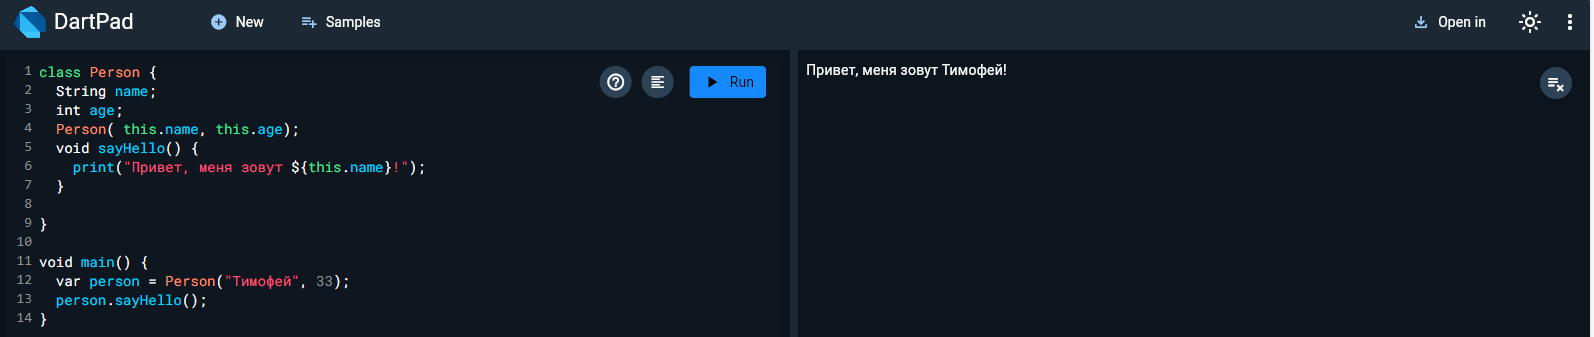 DartPad New Samples Open in
1 class Person {
2 String name;
3 int age;
4 Person( this.name, this.age);
5 void sayHello() {
6 print("Привет, меня зовут ${this.name}!");
7 }
8
9 }
10
11 void main() {
12 var person = Person("Тимофей", 33);
13 person.sayHello();
14 }
Run
Привет, меня зовут Тимофей!